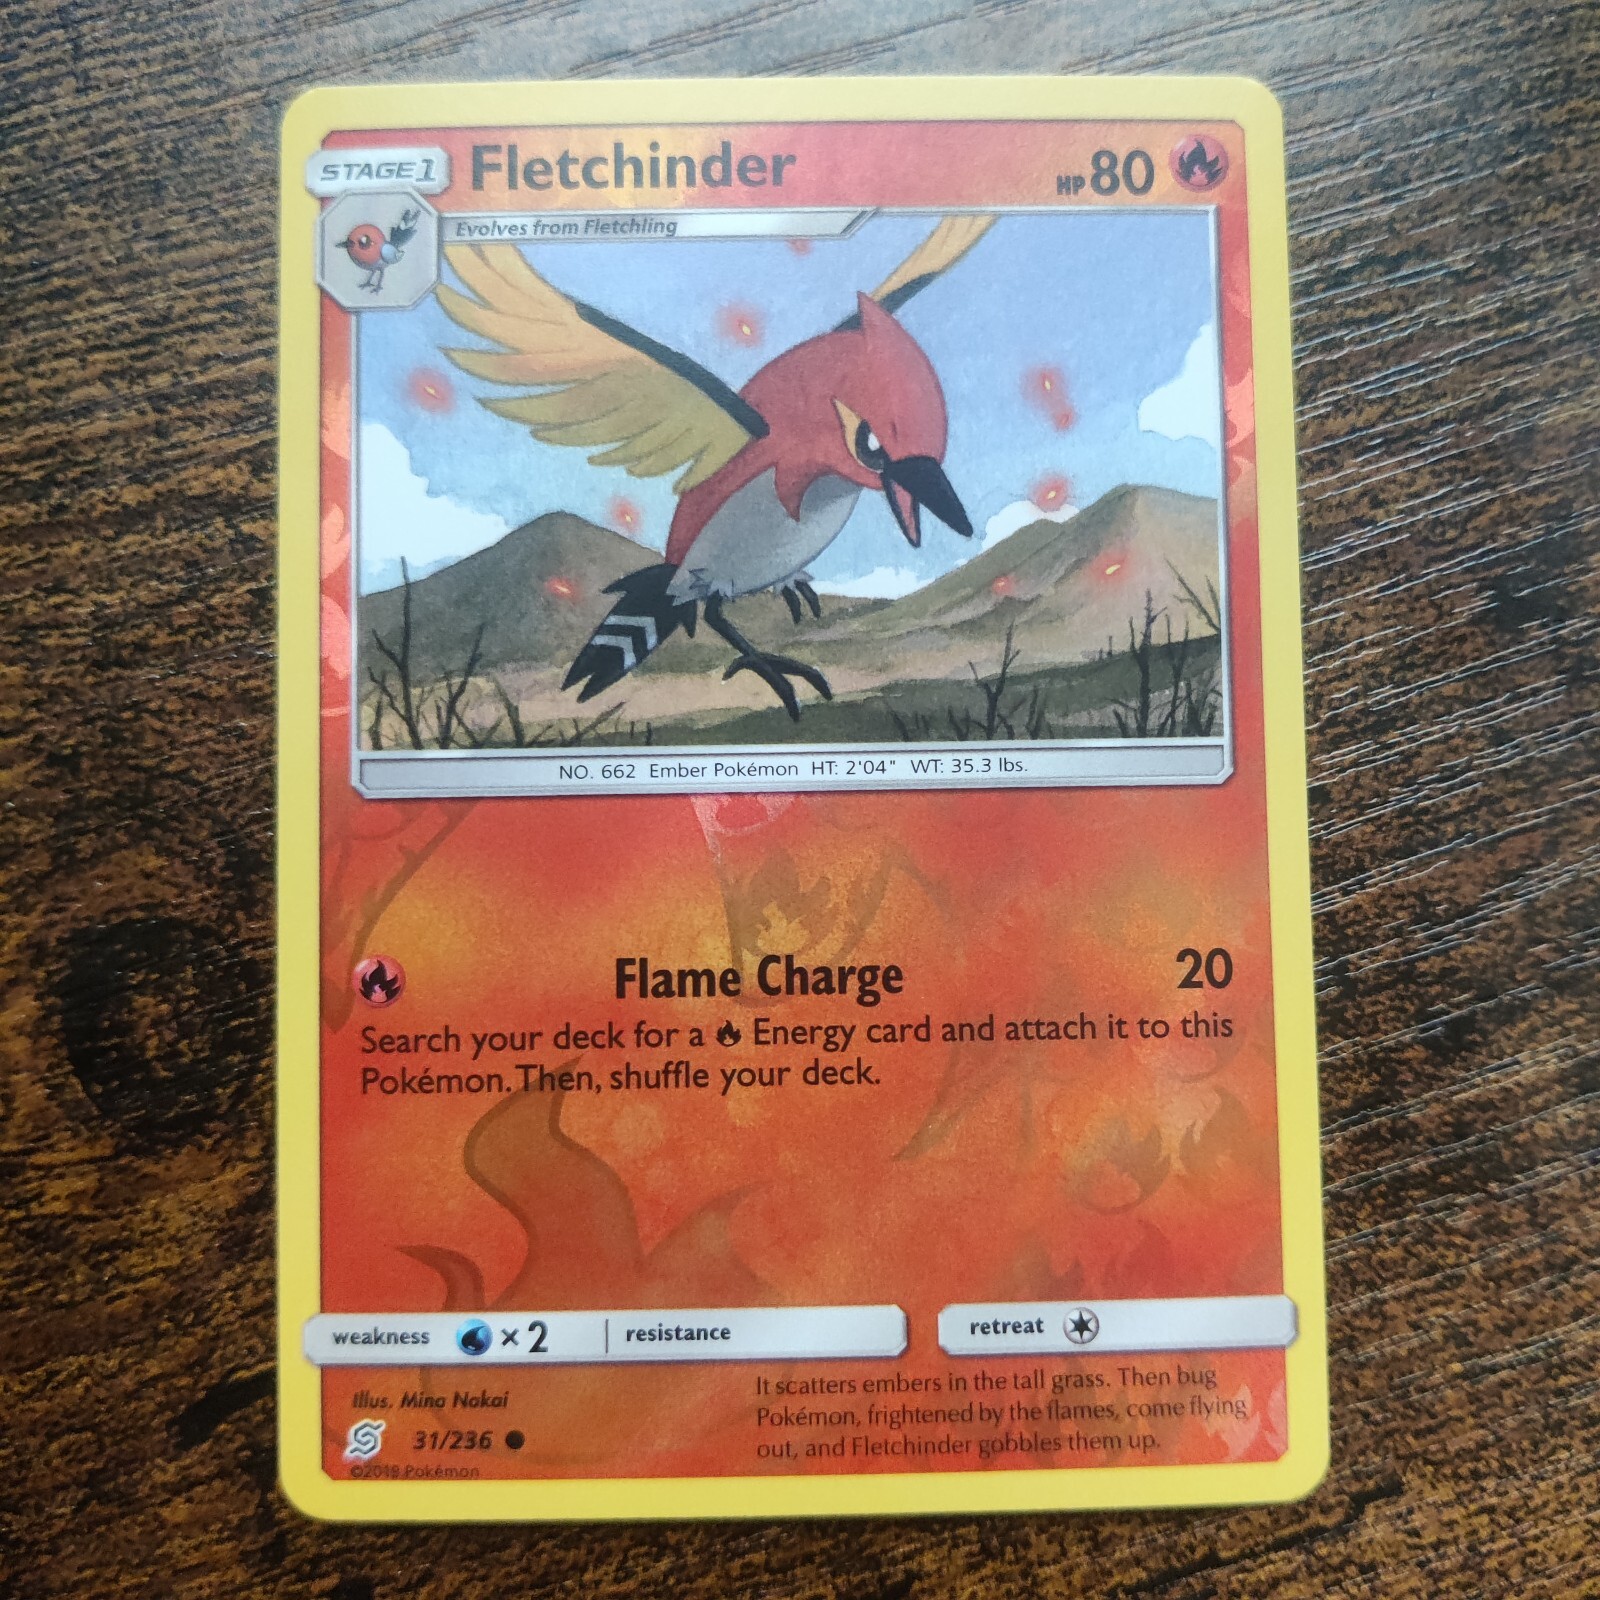 STAGE 1 Fletchinder HP 80
Evolves from Fletchling
NO. 662 Ember Pokémon HT: 2'04" WT: 35.3 lbs.
Flame Charge 20
Search your deck for a Energy card and attach it to this
Pokémon. Then, shuffle your deck.
weakness × 2 resistance retreat
Illus. Mina Nakai
31/236
©2019 Pokémon
It scatters embers in the tall grass. Then bug
Pokémon, frightened by the flames, come flying
out, and Fletchinder gobbles them up.